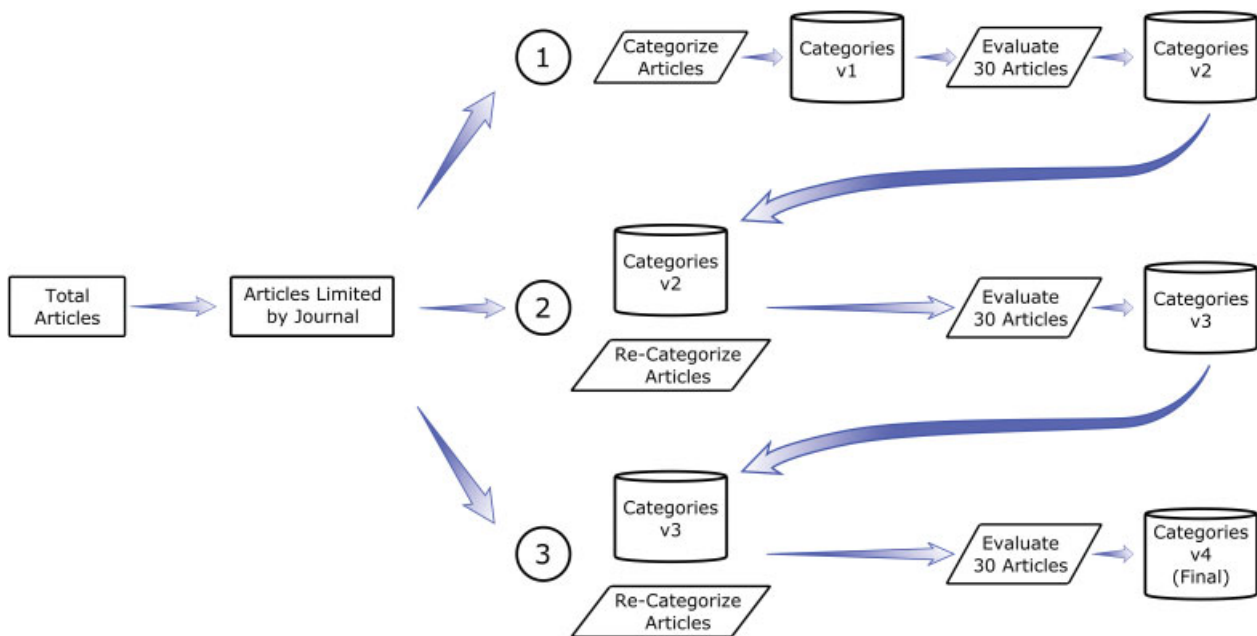 1
Categorize
Articles
Categories
v1
Evaluate
30 Articles
Categories
v2
Total
Articles
Articles Limited
by Journal
2
Categories
v2
Re-Categorize
Articles
Evaluate
30 Articles
Categories
v3
3
Categories
v3
Re-Categorize
Articles
Evaluate
30 Articles
Categories
v4
(Final)